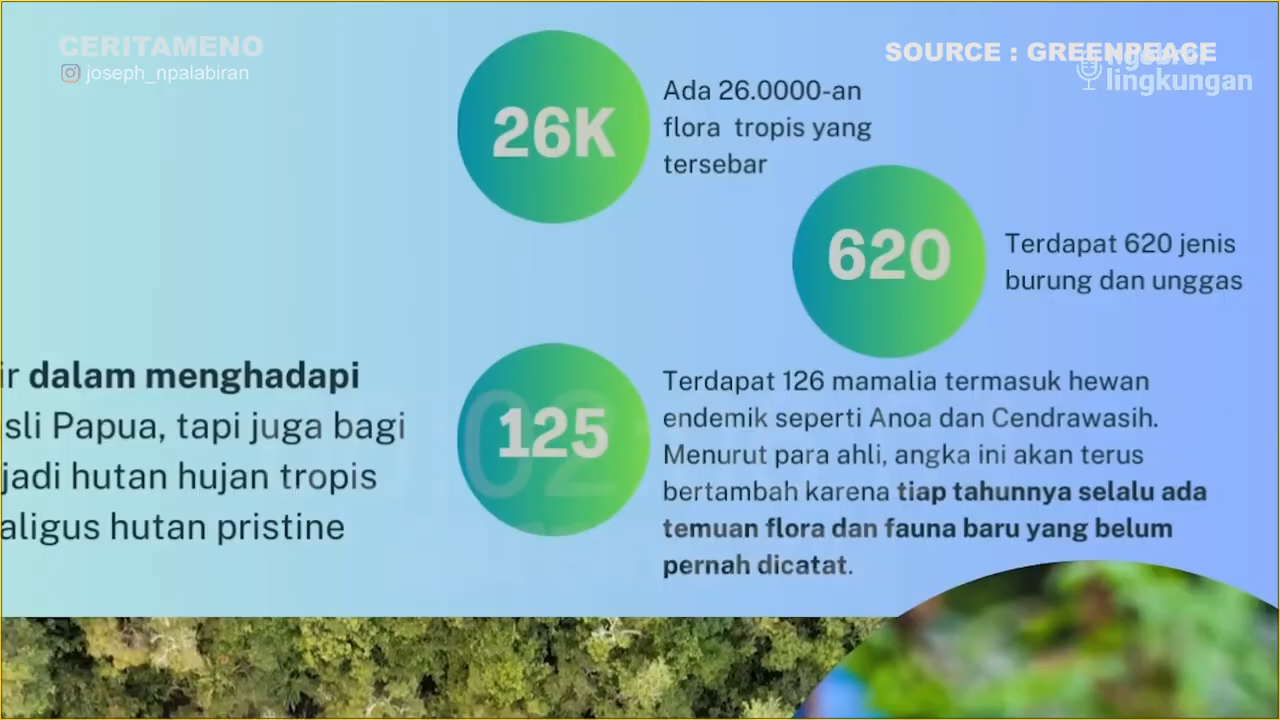 CERITAMENO
joseph_npalabiran
SOURCE : GREENPEACE
lingkungan
26K
Ada 26.0000-an
flora tropis yang
tersebar
620
Terdapat 620 jenis
burung dan unggas
ir dalam menghadapi
sli Papua, tapi juga bagi
jadi hutan hujan tropis
aligus hutan pristine
125
Terdapat 126 mamalia termasuk hewan
endemik seperti Anoa dan Cendrawasih.
Menurut para ahli, angka ini akan terus
bertambah karena tiap tahunnya selalu ada
temuan flora dan fauna baru yang belum
pernah dicatat.